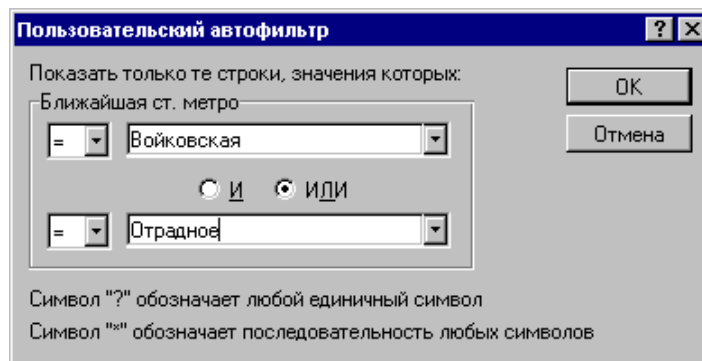 Пользовательский автофильтр ? ×
Показать только те строки, значения которых:
Ближайшая ст. метро
= Войковская
И ИЛИ
= Отрадное
OK
Отмена
Символ "?" обозначает любой единичный символ
Символ "*" обозначает последовательность любых символов